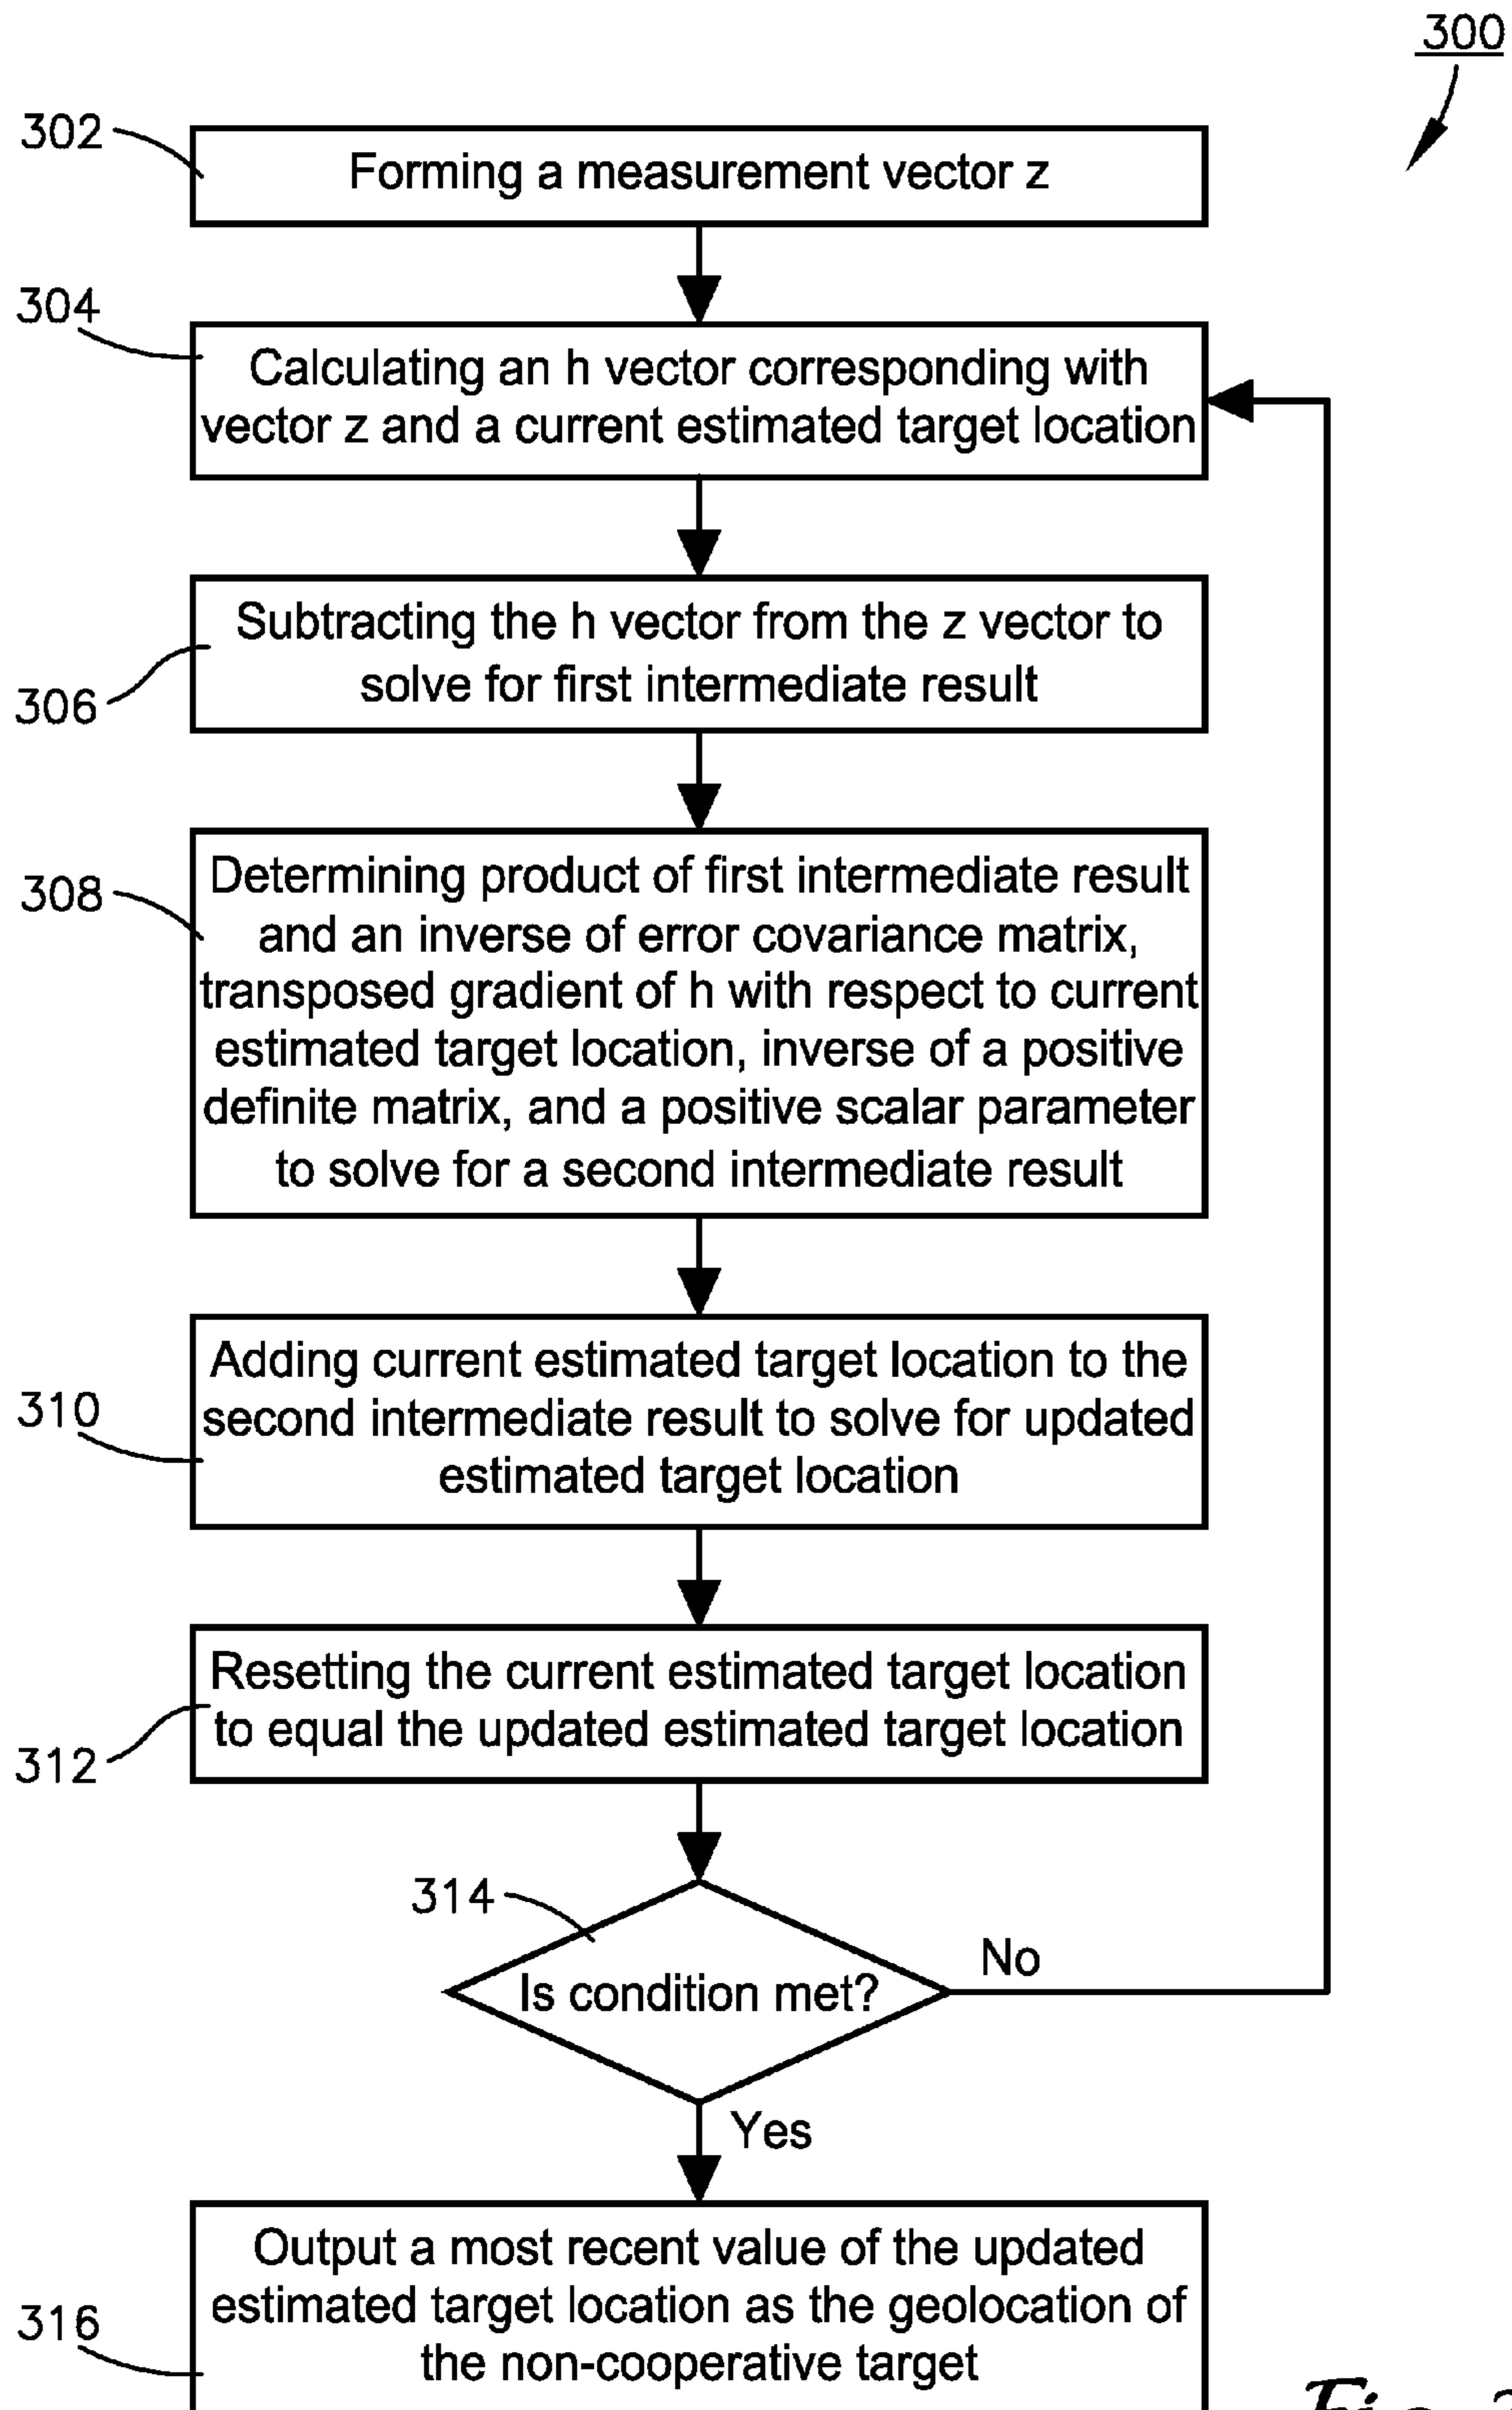 300
302
Forming a measurement vector z
304
Calculating an h vector corresponding with
vector z and a current estimated target location
306
Subtracting the h vector from the z vector to
solve for first intermediate result
308
Determining product of first intermediate result
and an inverse of error covariance matrix,
transposed gradient of h with respect to current
estimated target location, inverse of a positive
definite matrix, and a positive scalar parameter
to solve for a second intermediate result
310
Adding current estimated target location to the
second intermediate result to solve for updated
estimated target location
312
Resetting the current estimated target location
to equal the updated estimated target location
314
Is condition met?
No
Yes
316
Output a most recent value of the updated
estimated target location as the geolocation of
the non-cooperative target